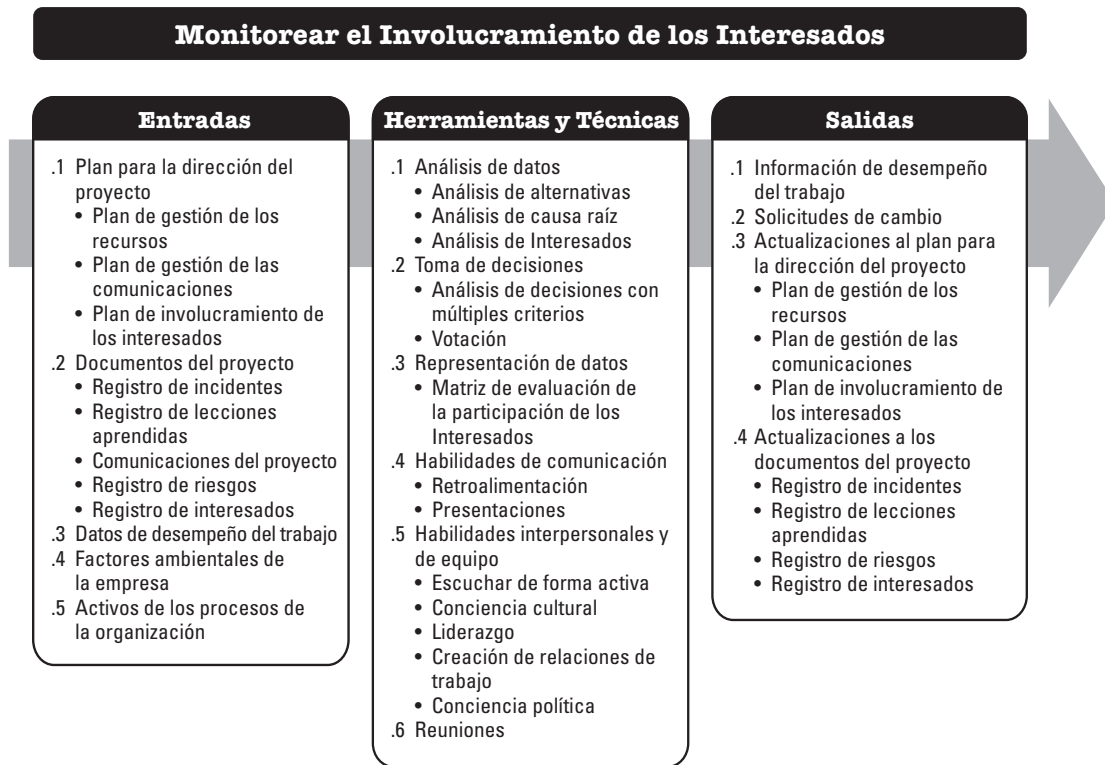 Monitorear el Involucramiento de los Interesados
Entradas
.1 Plan para la dirección del
proyecto
• Plan de gestión de los
recursos
• Plan de gestión de las
comunicaciones
• Plan de involucramiento de
los interesados
.2 Documentos del proyecto
• Registro de incidentes
• Registro de lecciones
aprendidas
• Comunicaciones del proyecto
• Registro de riesgos
• Registro de interesados
.3 Datos de desempeño del trabajo
.4 Factores ambientales de
la empresa
.5 Activos de los procesos de
la organización
Herramientas y Técnicas
.1 Análisis de datos
• Análisis de alternativas
• Análisis de causa raíz
• Análisis de Interesados
.2 Toma de decisiones
• Análisis de decisiones con
múltiples criterios
• Votación
.3 Representación de datos
• Matriz de evaluación de
la participación de los
Interesados
.4 Habilidades de comunicación
• Retroalimentación
• Presentaciones
.5 Habilidades interpersonales y
de equipo
• Escuchar de forma activa
• Conciencia cultural
• Liderazgo
• Creación de relaciones de
trabajo
• Conciencia política
.6 Reuniones
Salidas
.1 Información de desempeño
del trabajo
.2 Solicitudes de cambio
.3 Actualizaciones al plan para
la dirección del proyecto
• Plan de gestión de los
recursos
• Plan de gestión de las
comunicaciones
• Plan de involucramiento de
los interesados
.4 Actualizaciones a los
documentos del proyecto
• Registro de incidentes
• Registro de lecciones
aprendidas
• Registro de riesgos
• Registro de interesados